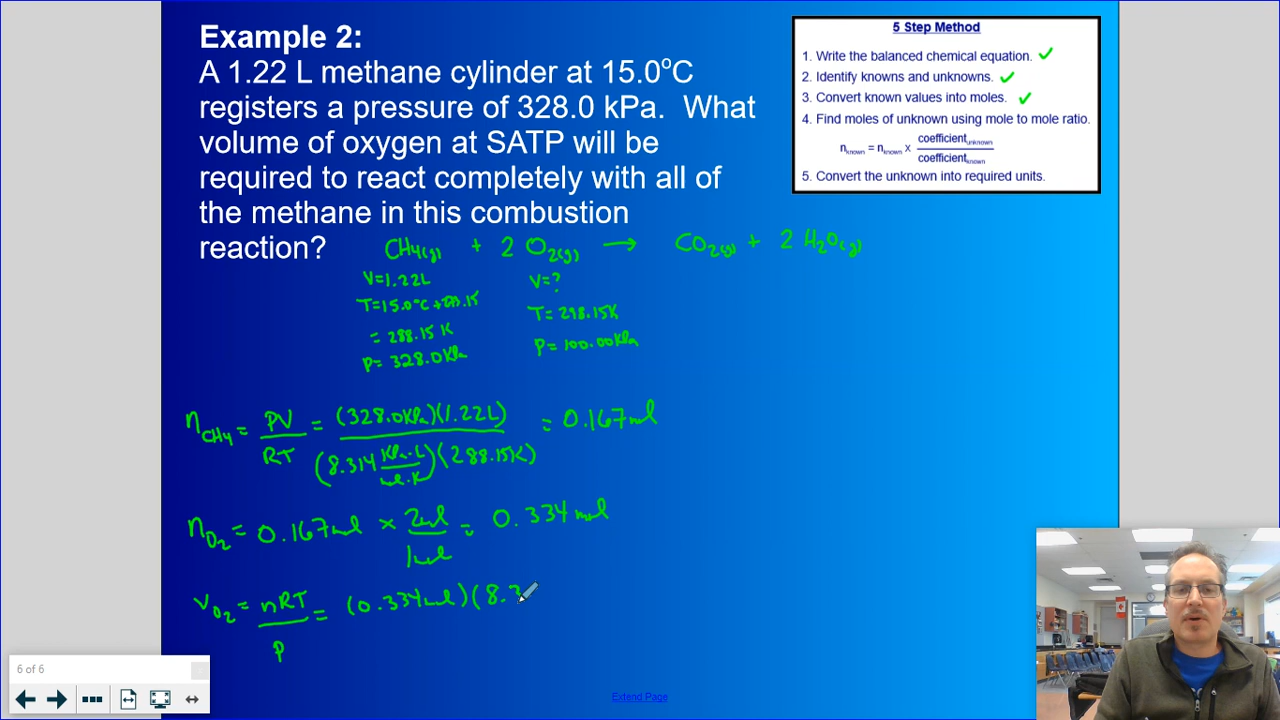 Example 2:
A 1.22 L methane cylinder at 15.0°C
registers a pressure of 328.0 kPa. What
volume of oxygen at SATP will be
required to react completely with all of
the methane in this combustion
reaction?
5 Step Method
1. Write the balanced chemical equation. ✓
2. Identify knowns and unknowns. ✓
3. Convert known values into moles. ✓
4. Find moles of unknown using mole to mole ratio.
n_known = n_known x coefficient_unknown / coefficient_known
5. Convert the unknown into required units.
CH4(g) + 2 O2(g) → CO2(g) + 2 H2O(g)
V=1.22L V=?
T=15.0°C+273.15 T=298.15K
=288.15 K P=100.00kPa
P=328.0kPa
nCH4 = PV/RT = (328.0kPa)(1.22L) / (8.314 kPa·L/mol·K)(288.15K) = 0.167mol
nO2 = 0.167mol × 2mol/1mol = 0.334 mol
VO2 = nRT/P = (0.334mol)(8.3
6 of 6
Extend Page